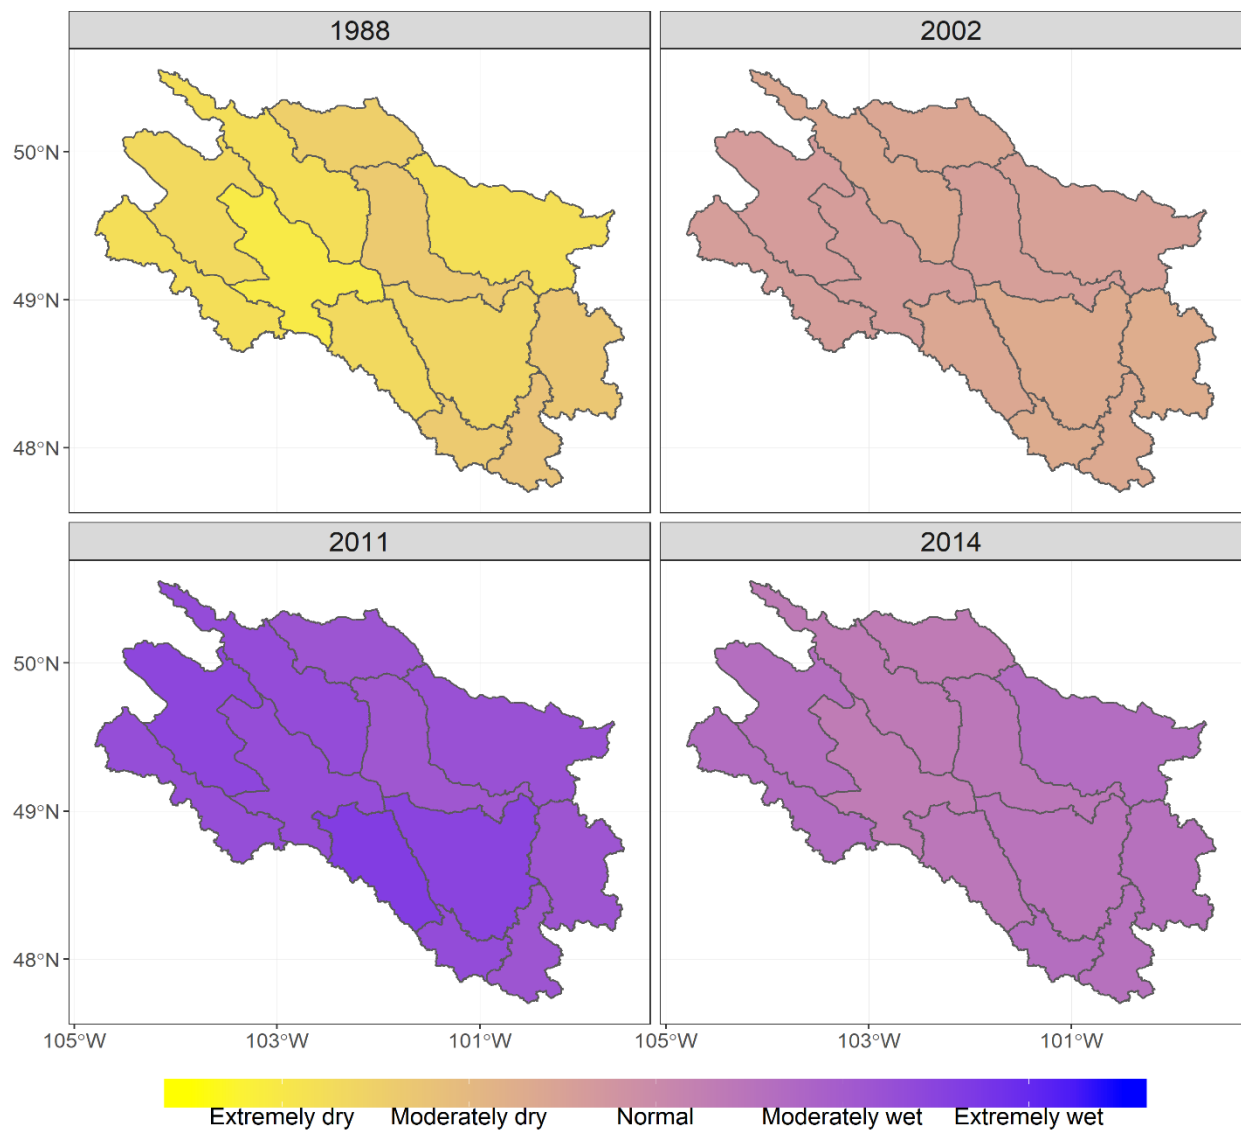 1988 2002
50°N
49°N
48°N
2011 2014
50°N
49°N
48°N
105°W 103°W 101°W 105°W 103°W 101°W
Extremely dry Moderately dry Normal Moderately wet Extremely wet